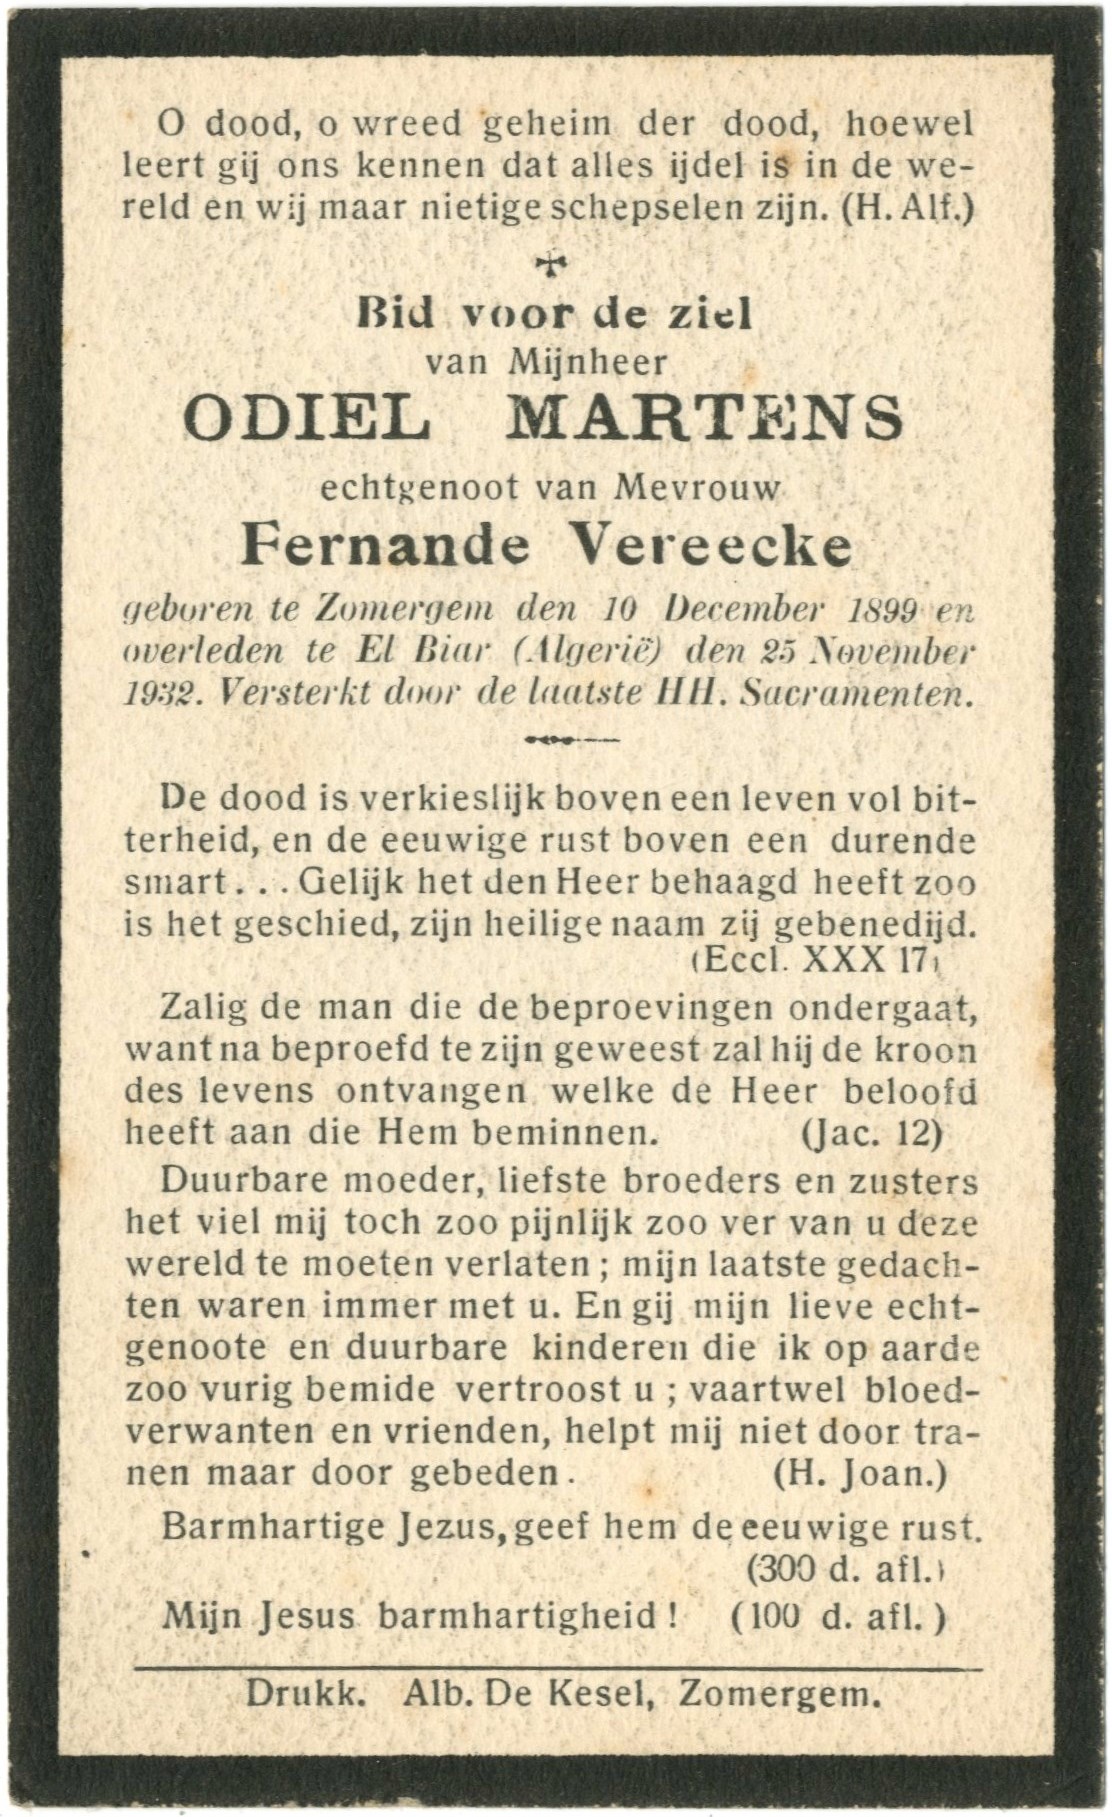 O dood, o wreed geheim der dood, hoewel
leert gij ons kennen dat alles ijdel is in de we-
reld en wij maar nietige schepselen zijn. (H. Alf.)
Bid voor de ziel
van Mijnheer
ODIEL MARTENS
echtgenoot van Mevrouw
Fernande Vereecke
geboren te Zomergem den 10 December 1899 en
overleden te El Biar (Algerië) den 25 November
1932. Versterkt door de laatste HH. Sacramenten.
De dood is verkieslijk boven een leven vol bit-
terheid, en de eeuwige rust boven een durende
smart... Gelijk het den Heer behaagd heeft zoo
is het geschied, zijn heilige naam zij gebenedijd.
(Eccl. XXX 17)
Zalig de man die de beproevingen ondergaat,
want na beproefd te zijn geweest zal hij de kroon
des levens ontvangen welke de Heer beloofd
heeft aan die Hem beminnen. (Jac. 12)
Duurbare moeder, liefste broeders en zusters
het viel mij toch zoo pijnlijk zoo ver van u deze
wereld te moeten verlaten ; mijn laatste gedach-
ten waren immer met u. En gij mijn lieve echt-
genoote en duurbare kinderen die ik op aarde
zoo vurig bemide vertroost u ; vaartwel bloed-
verwanten en vrienden, helpt mij niet door tra-
nen maar door gebeden. (H. Joan.)
Barmhartige Jezus, geef hem de eeuwige rust.
(300 d. afl.)
Mijn Jesus barmhartigheid ! (100 d. afl.)
Drukk. Alb. De Kesel, Zomergem.